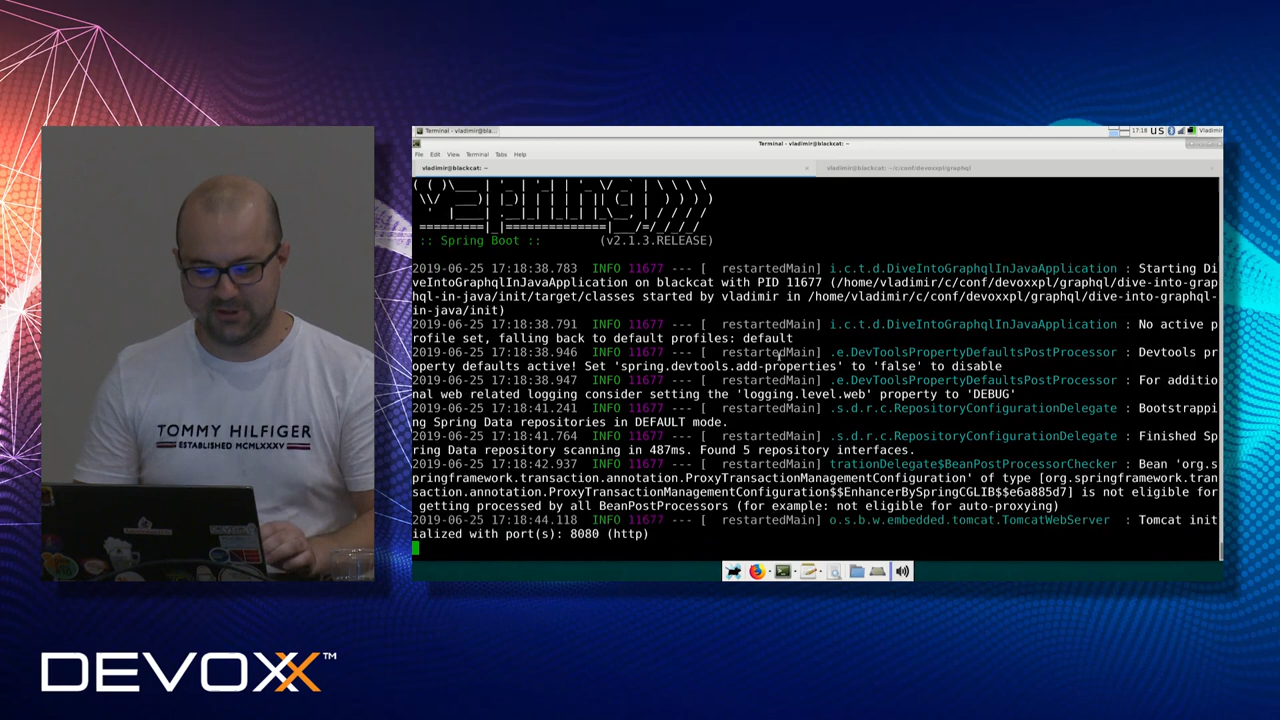 Terminal - vladimir@bla...
17:18 US Vladimir
Terminal - vladimir@blackcat: ~
File Edit View Terminal Tabs Help
vladimir@blackcat: ~
vladimir@blackcat: ~/c/conf/devoxxpl/graphql
:: Spring Boot :: (v2.1.3.RELEASE)
2019-06-25 17:18:38.783 INFO 11677 --- [ restartedMain] i.c.t.d.DiveIntoGraphqlInJavaApplication : Starting Di
veIntoGraphqlInJavaApplication on blackcat with PID 11677 (/home/vladimir/c/conf/devoxxpl/graphql/dive-into-grap
hql-in-java/init/target/classes started by vladimir in /home/vladimir/c/conf/devoxxpl/graphql/dive-into-graphql-
in-java/init)
2019-06-25 17:18:38.791 INFO 11677 --- [ restartedMain] i.c.t.d.DiveIntoGraphqlInJavaApplication : No active p
rofile set, falling back to default profiles: default
2019-06-25 17:18:38.946 INFO 11677 --- [ restartedMain] .e.DevToolsPropertyDefaultsPostProcessor : Devtools pr
operty defaults active! Set 'spring.devtools.add-properties' to 'false' to disable
2019-06-25 17:18:38.947 INFO 11677 --- [ restartedMain] .e.DevToolsPropertyDefaultsPostProcessor : For additio
nal web related logging consider setting the 'logging.level.web' property to 'DEBUG'
2019-06-25 17:18:41.241 INFO 11677 --- [ restartedMain] .s.d.r.c.RepositoryConfigurationDelegate : Bootstrappi
ng Spring Data repositories in DEFAULT mode.
2019-06-25 17:18:41.764 INFO 11677 --- [ restartedMain] .s.d.r.c.RepositoryConfigurationDelegate : Finished Sp
ring Data repository scanning in 487ms. Found 5 repository interfaces.
2019-06-25 17:18:42.937 INFO 11677 --- [ restartedMain] trationDelegate$BeanPostProcessorChecker : Bean 'org.s
pringframework.transaction.annotation.ProxyTransactionManagementConfiguration' of type [org.springframework.tran
saction.annotation.ProxyTransactionManagementConfiguration$$EnhancerBySpringCGLIB$$e6a885d7] is not eligible for
getting processed by all BeanPostProcessors (for example: not eligible for auto-proxying)
2019-06-25 17:18:44.118 INFO 11677 --- [ restartedMain] o.s.b.w.embedded.tomcat.TomcatWebServer : Tomcat init
ialized with port(s): 8080 (http)
TOMMY HILFIGER
ESTABLISHED MCMLXXXV
DEVOXX™